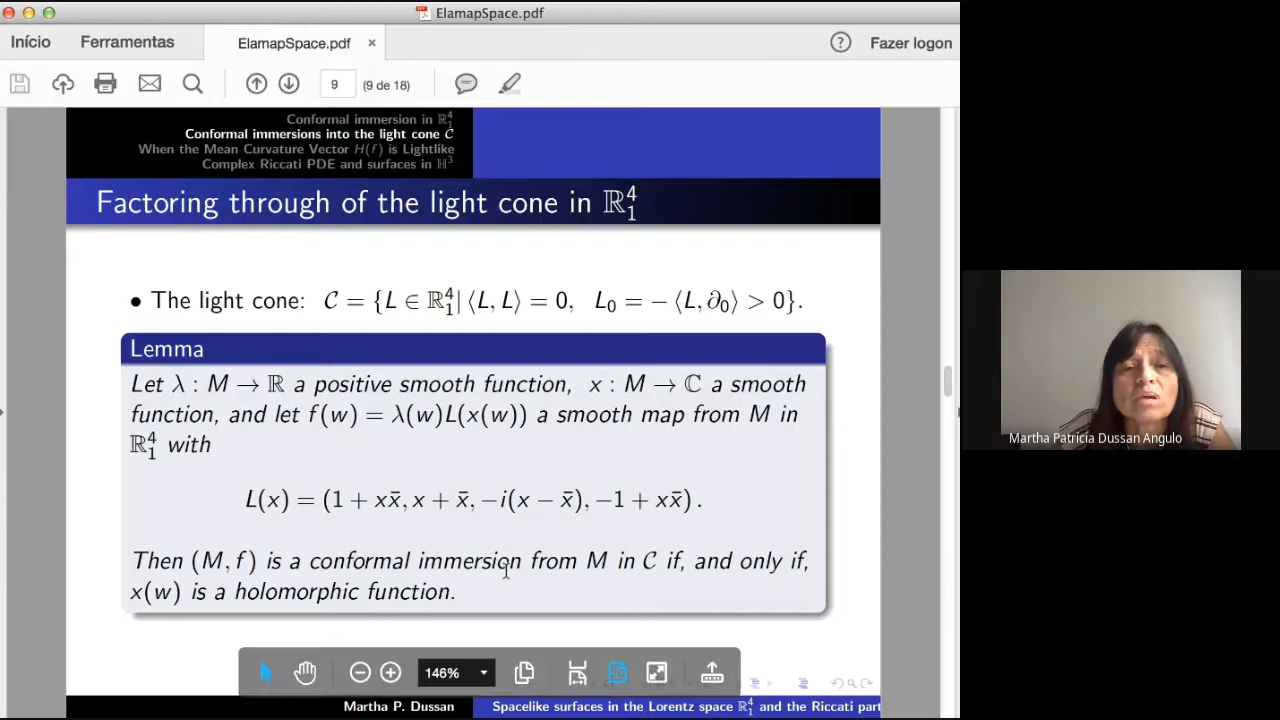 ElamapSpace.pdf
Início Ferramentas ElamapSpace.pdf × ? Fazer logon
9 (9 de 18)
Conformal immersion in ℝ⁴₁
Conformal immersions into the light cone 𝒞
When the Mean Curvature Vector H(f) is Lightlike
Complex Riccati PDE and surfaces in ℍ³
Factoring through of the light cone in ℝ⁴₁
• The light cone: 𝒞 = {L ∈ ℝ⁴₁| ⟨L, L⟩ = 0, L₀ = − ⟨L, ∂₀⟩ > 0}.
Lemma
Let λ : M → ℝ a positive smooth function, x : M → ℂ a smooth
function, and let f(w) = λ(w)L(x(w)) a smooth map from M in
ℝ⁴₁ with
L(x) = (1 + xx̄, x + x̄, −i(x − x̄), −1 + xx̄) .
Then (M, f) is a conformal immersion from M in 𝒞 if, and only if,
x(w) is a holomorphic function.
146%
Martha P. Dussan Spacelike surfaces in the Lorentz space ℝ⁴₁ and the Riccati part
Martha Patricia Dussan Angulo